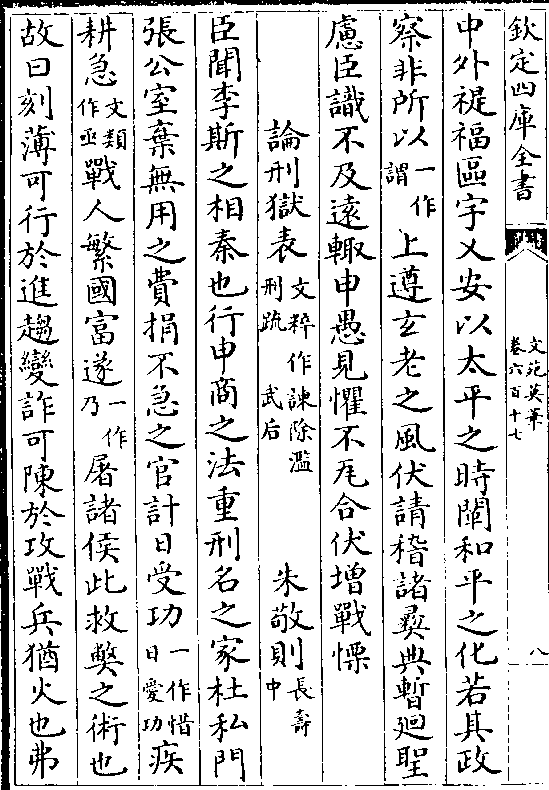 欽定四庫全書
文苑英華
卷六百十七
八
中外禔福區宇乂安以太平之時闡和平之化若其政
察非所以一作謂上遵玄老之風伏請稽諸彛典暫廻聖
慮臣識不及遠輙申愚見懼不允合伏増戰慄
論刑獄表文粹作諫除濫刑疏 武后 朱敬則長壽中
臣聞李斯之相秦也行申商之法重刑名之家杜私門
張公室棄無用之費捐不急之官計日受功一作惜日愛功疾
耕急文類作亟戰人繁國富遂一作乃屠諸侯此救獘之術也
故曰刻薄可行於進趨變詐可陳於攻戰兵猶火也弗